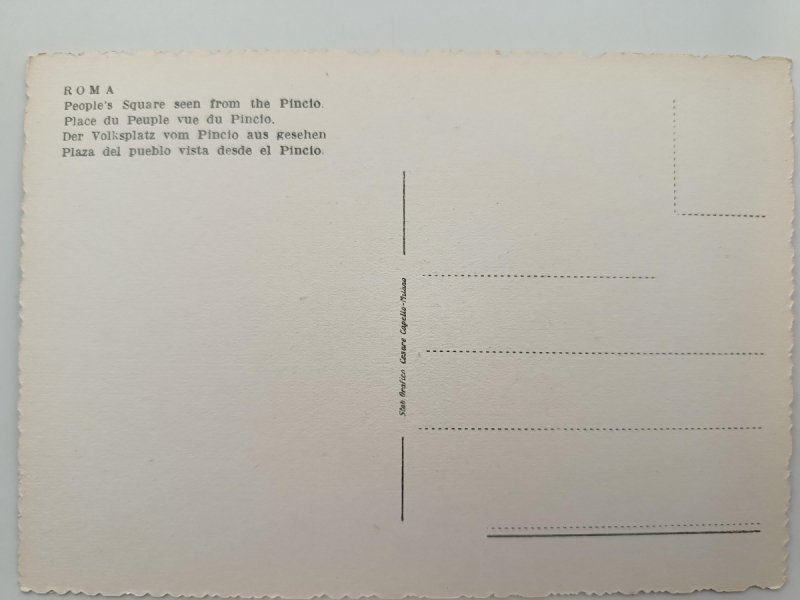 ROMA
People's Square seen from the Pincio.
Place du Peuple vue du Pincio.
Der Volksplatz vom Pincio aus gesehen
Plaza del pueblo vista desde el Pincio.
Stab Grafico Cesare Capello-Milano